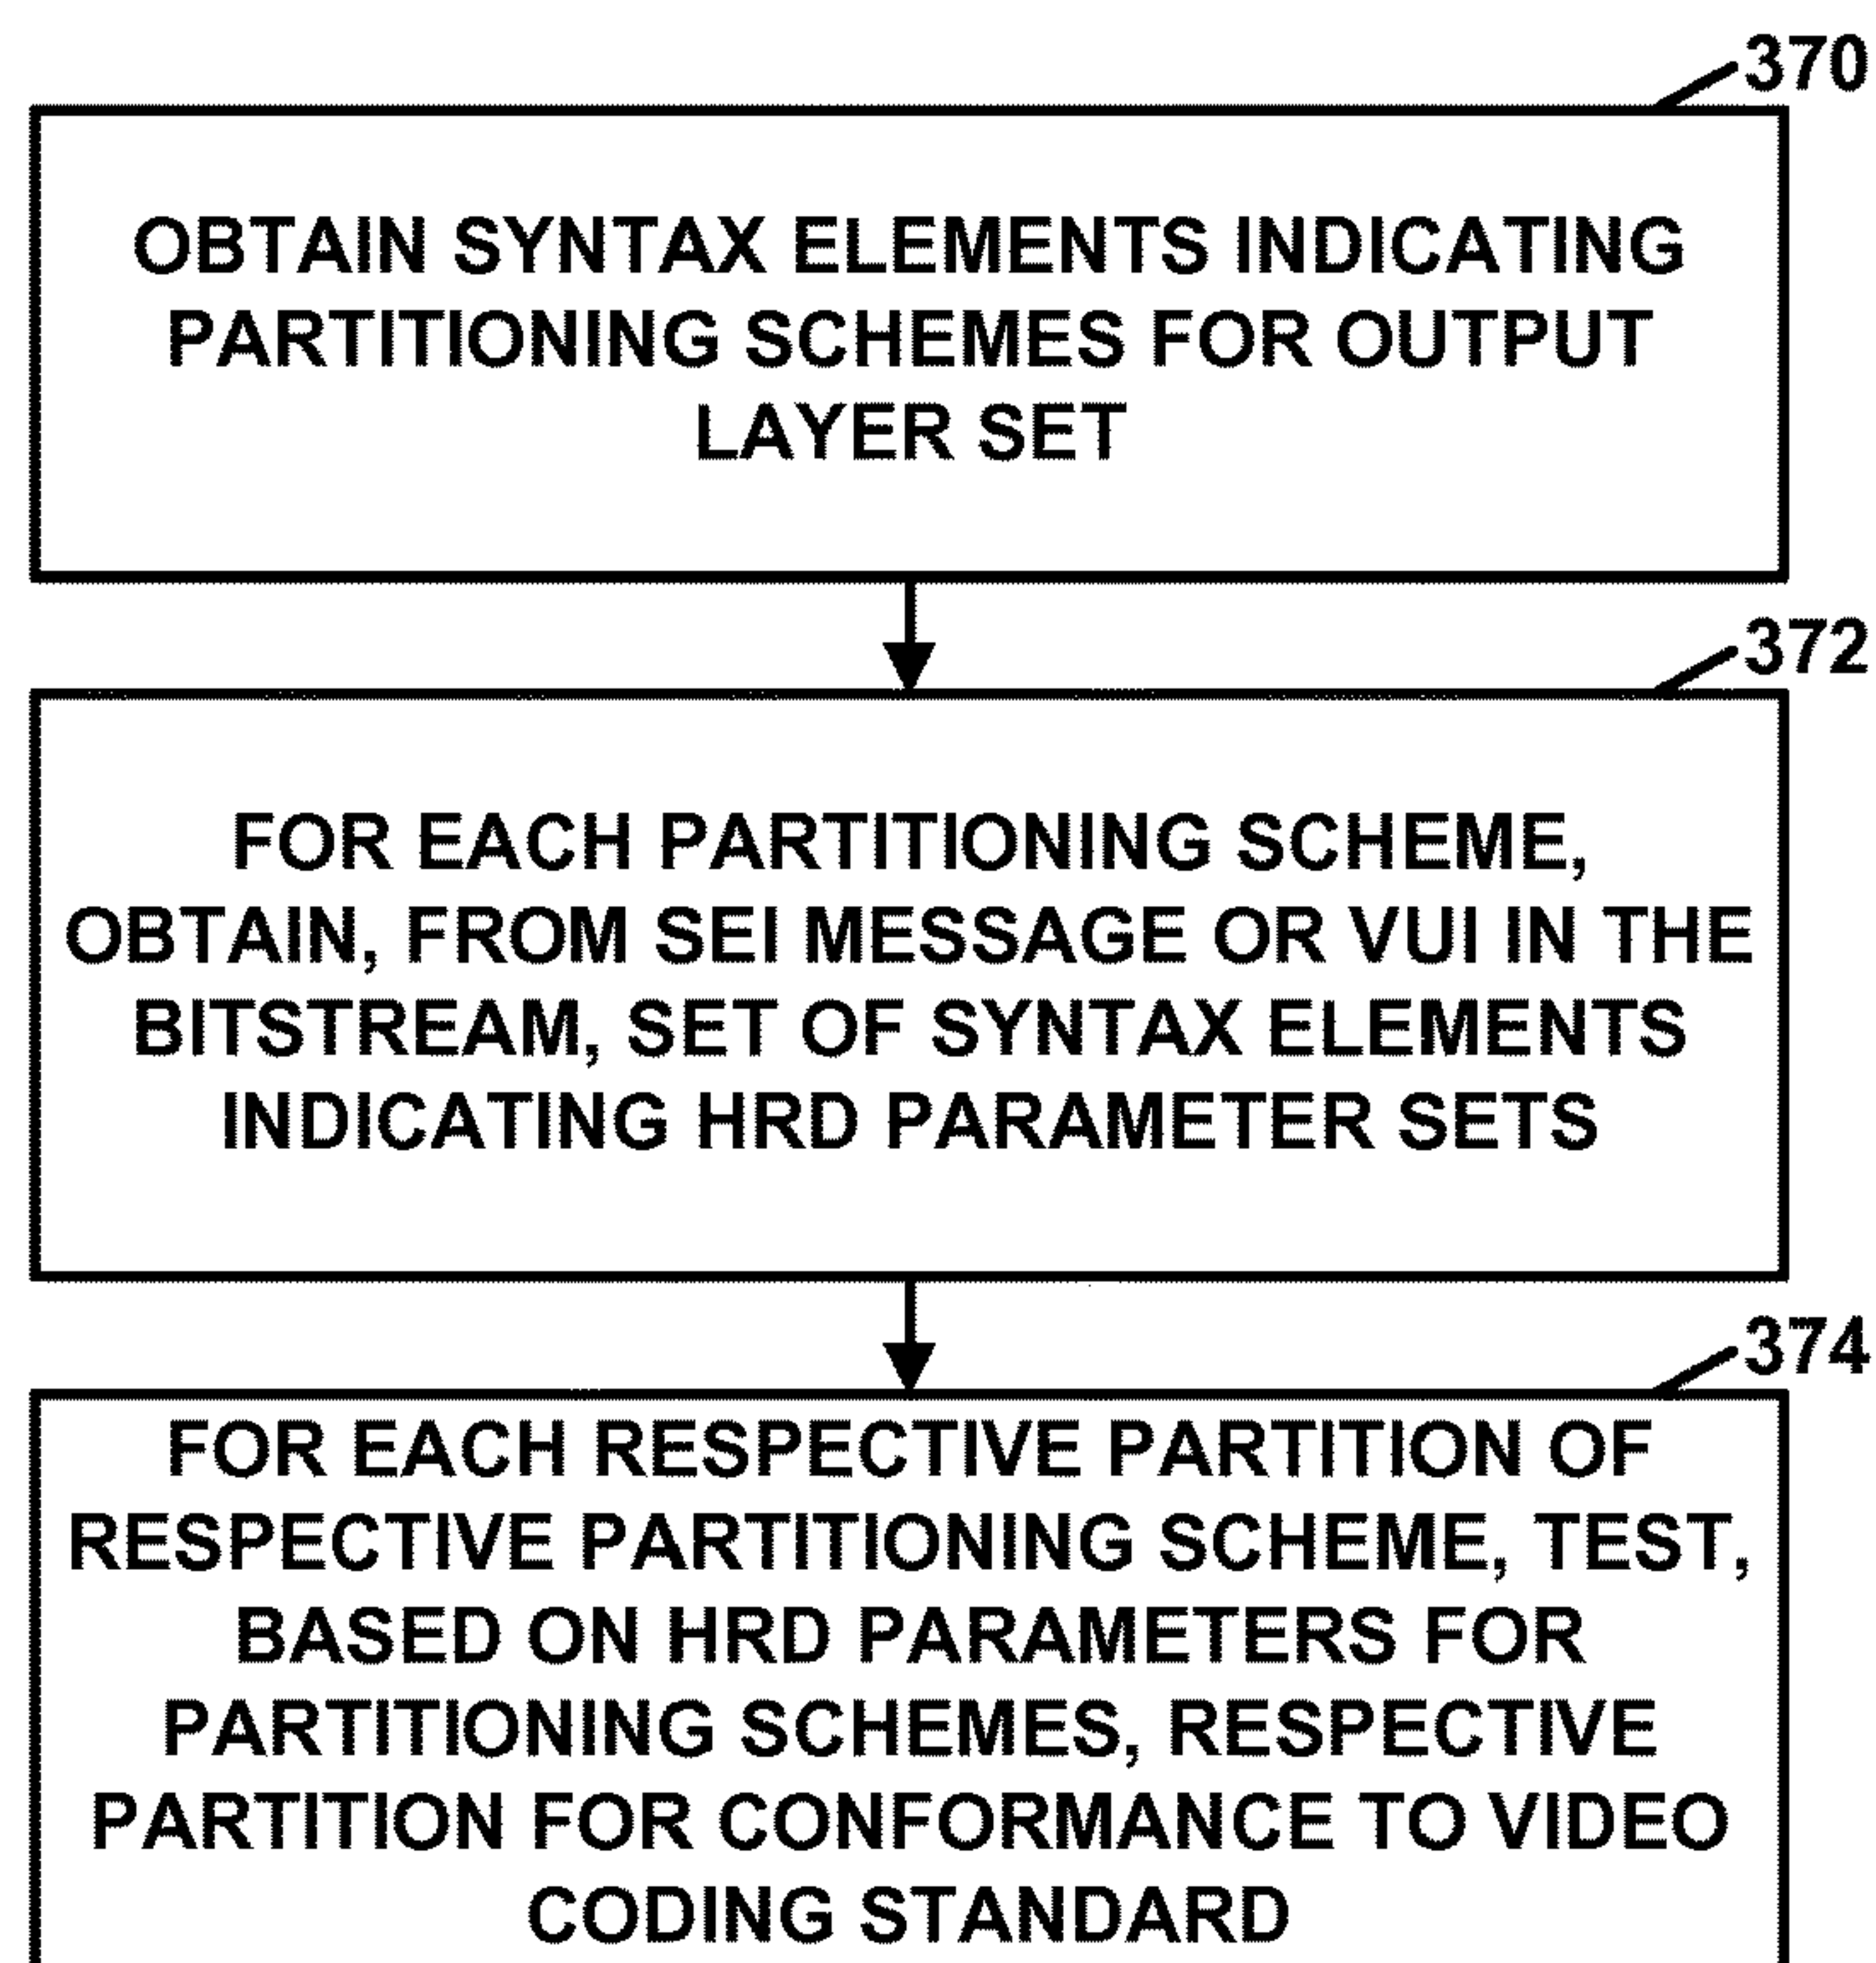 370
OBTAIN SYNTAX ELEMENTS INDICATING
PARTITIONING SCHEMES FOR OUTPUT
LAYER SET
372
FOR EACH PARTITIONING SCHEME,
OBTAIN, FROM SEI MESSAGE OR VUI IN THE
BITSTREAM, SET OF SYNTAX ELEMENTS
INDICATING HRD PARAMETER SETS
374
FOR EACH RESPECTIVE PARTITION OF
RESPECTIVE PARTITIONING SCHEME, TEST,
BASED ON HRD PARAMETERS FOR
PARTITIONING SCHEMES, RESPECTIVE
PARTITION FOR CONFORMANCE TO VIDEO
CODING STANDARD